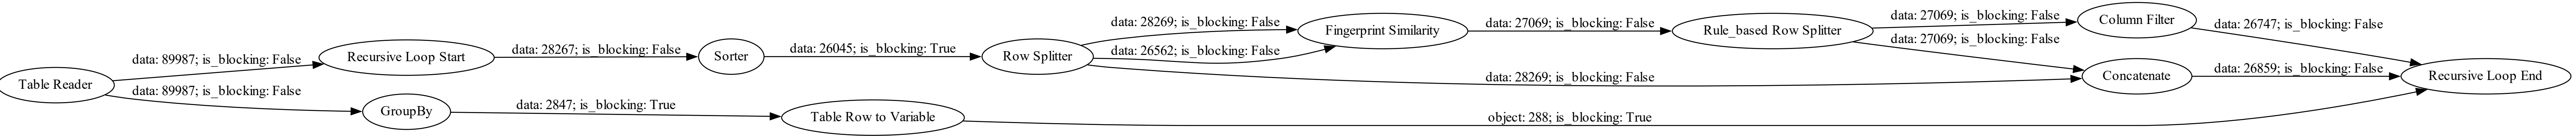 Table Reader
data: 89987; is_blocking: False
data: 89987; is_blocking: False
Recursive Loop Start
GroupBy
data: 28267; is_blocking: False
data: 2847; is_blocking: True
Sorter
Table Row to Variable
data: 26045; is_blocking: True
Row Splitter
data: 28269; is_blocking: False
data: 26562; is_blocking: False
data: 28269; is_blocking: False
object: 288; is_blocking: True
Fingerprint Similarity
data: 27069; is_blocking: False
Rule_based Row Splitter
data: 27069; is_blocking: False
data: 27069; is_blocking: False
Column Filter
Concatenate
data: 26747; is_blocking: False
data: 26859; is_blocking: False
Recursive Loop End